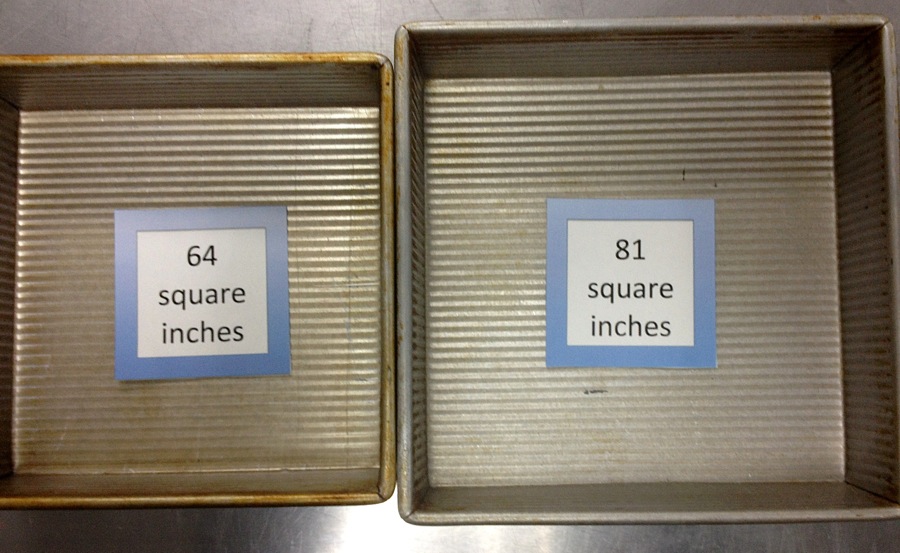 64
square
inches
81
square
inches